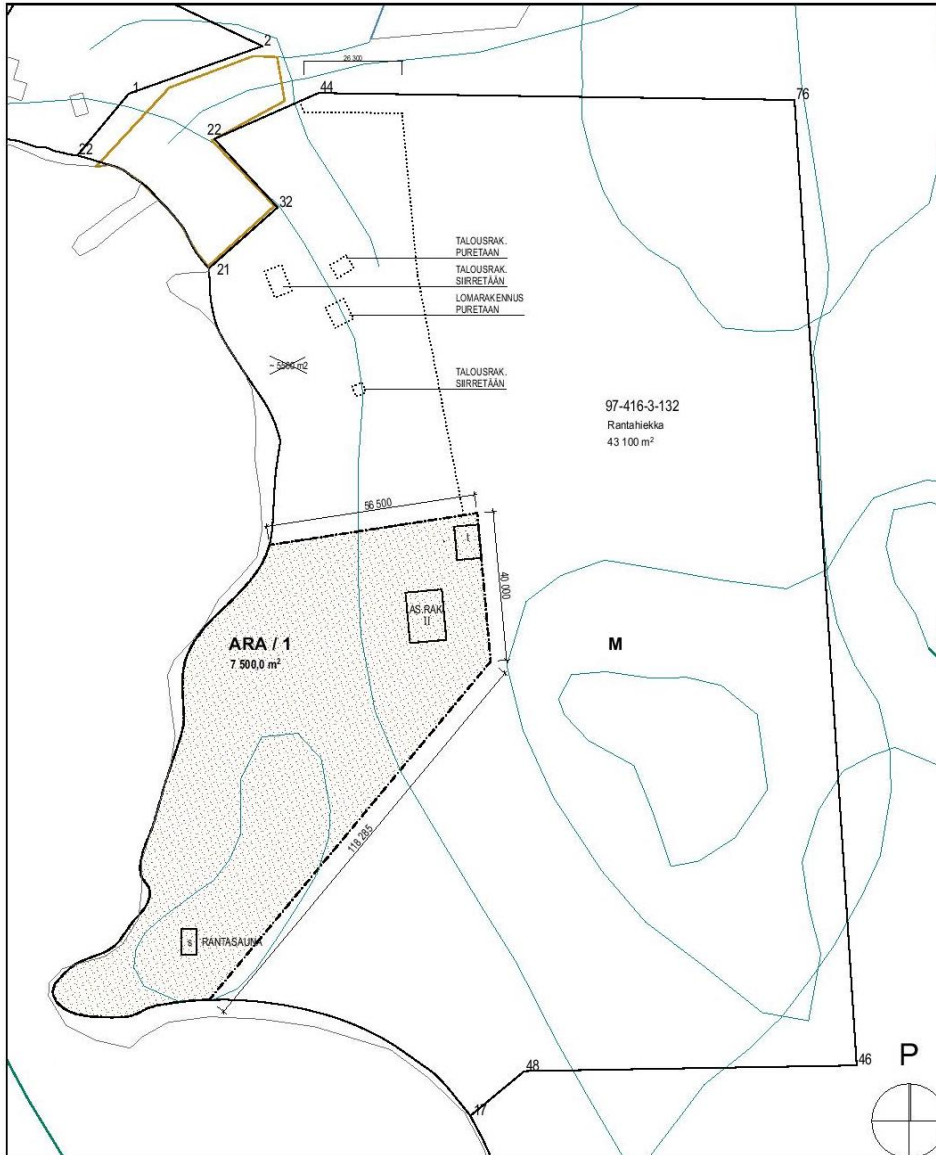 2
26 300
1
44
76
22
22
32
TALOUSRAK.
PURETAAN
21
TALOUSRAK.
SIIRRETÄÄN
LOMARAKENNUS
PURETAAN
~ 5500 m2
TALOUSRAK.
SIIRRETÄÄN
97-416-3-132
Rantahiekka
43 100 m²
56 500
t
40 000
AS.RAK.
II
ARA / 1
7 500,0 m²
M
118 285
s RANTASAUNA
P
48
46
17